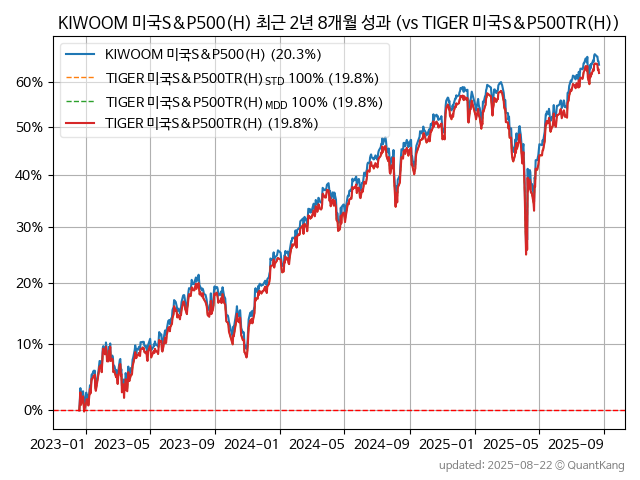 KIWOOM 미국S&P500(H) 최근 2년 8개월 성과 (vs TIGER 미국S&P500TR(H))
KIWOOM 미국S&P500(H) (20.3%)
TIGER 미국S&P500TR(H) STD 100% (19.8%)
TIGER 미국S&P500TR(H) MDD 100% (19.8%)
TIGER 미국S&P500TR(H) (19.8%)
60%
50%
40%
30%
20%
10%
0%
2023-01 2023-05 2023-09 2024-01 2024-05 2024-09 2025-01 2025-05 2025-09
updated: 2025-08-22 © QuantKang